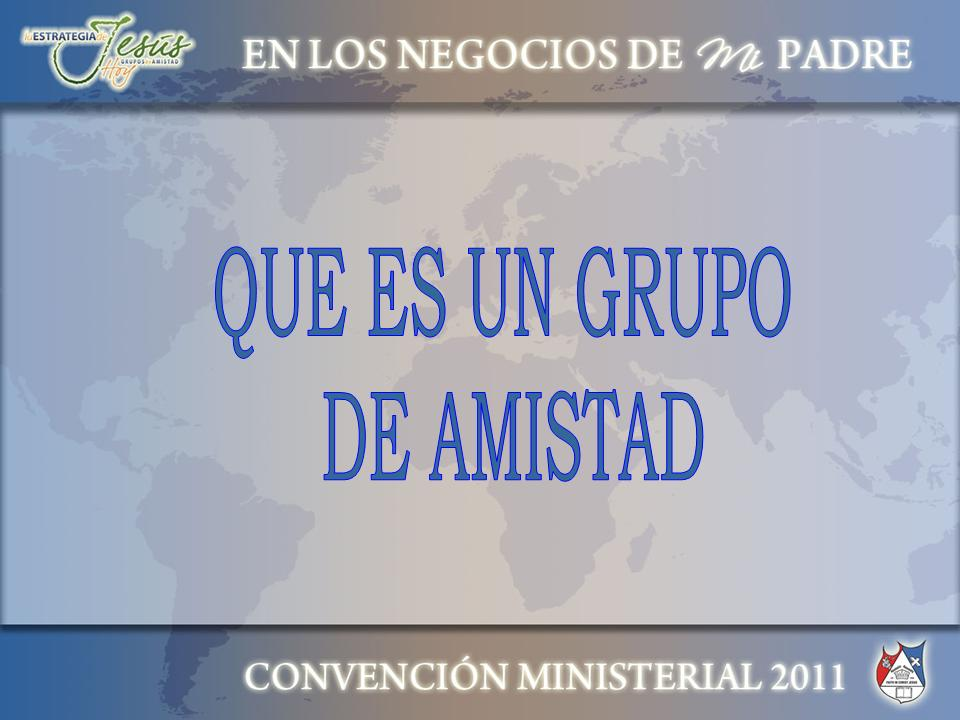 la ESTRATEGIA de
Jesús
GRUPOS de AMISTAD
Hoy
EN LOS NEGOCIOS DE Mi PADRE
QUE ES UN GRUPO
DE AMISTAD
CONVENCIÓN MINISTERIAL 2011